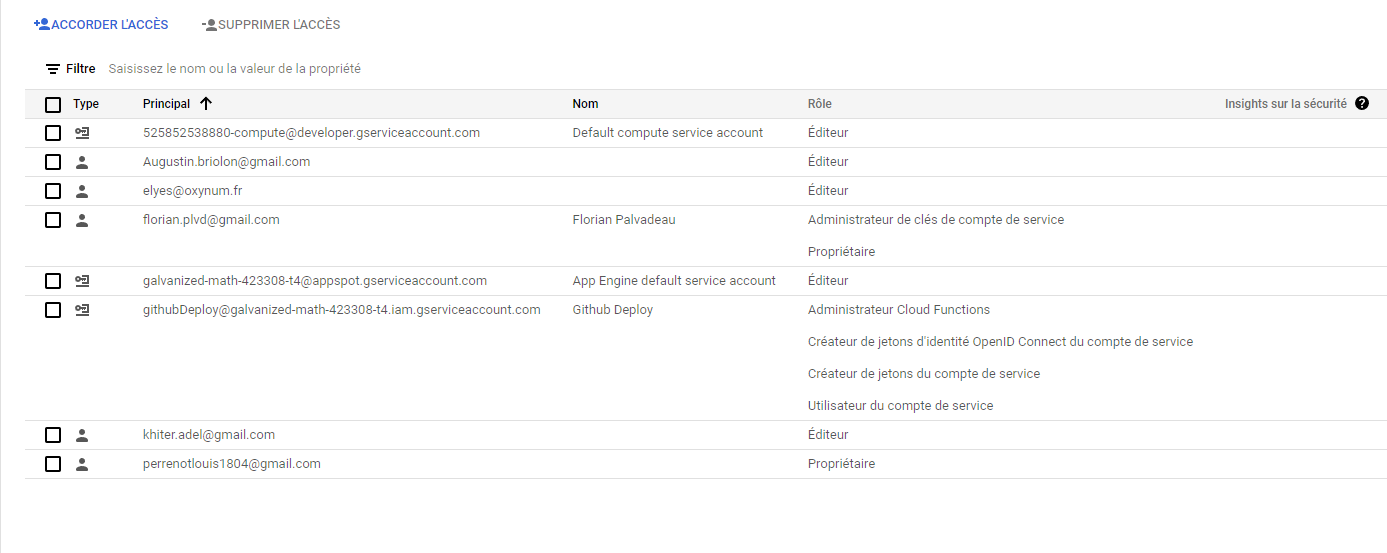 ACCORDER L'ACCÈS SUPPRIMER L'ACCÈS
Filtre Saisissez le nom ou la valeur de la propriété
Type Principal Nom Rôle Insights sur la sécurité
525852538880-compute@developer.gserviceaccount.com Default compute service account Éditeur
Augustin.briolon@gmail.com Éditeur
elyes@oxynum.fr Éditeur
florian.plvd@gmail.com Florian Palvadeau Administrateur de clés de compte de service
Propriétaire
galvanized-math-423308-t4@appspot.gserviceaccount.com App Engine default service account Éditeur
githubDeploy@galvanized-math-423308-t4.iam.gserviceaccount.com Github Deploy Administrateur Cloud Functions
Créateur de jetons d'identité OpenID Connect du compte de service
Créateur de jetons du compte de service
Utilisateur du compte de service
khiter.adel@gmail.com Éditeur
perrenotlouis1804@gmail.com Propriétaire